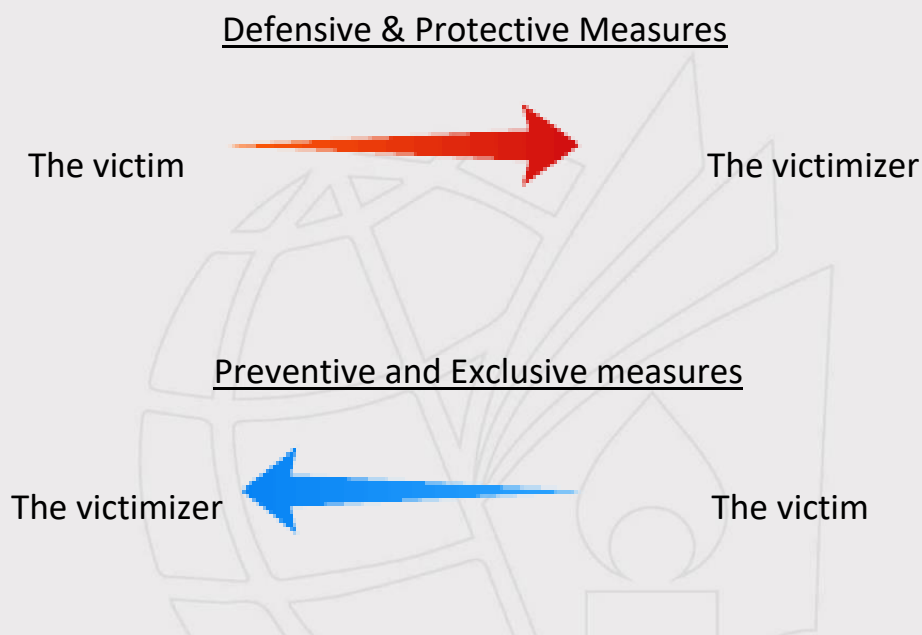 Defensive & Protective Measures
The victim The victimizer
Preventive and Exclusive measures
The victimizer The victim